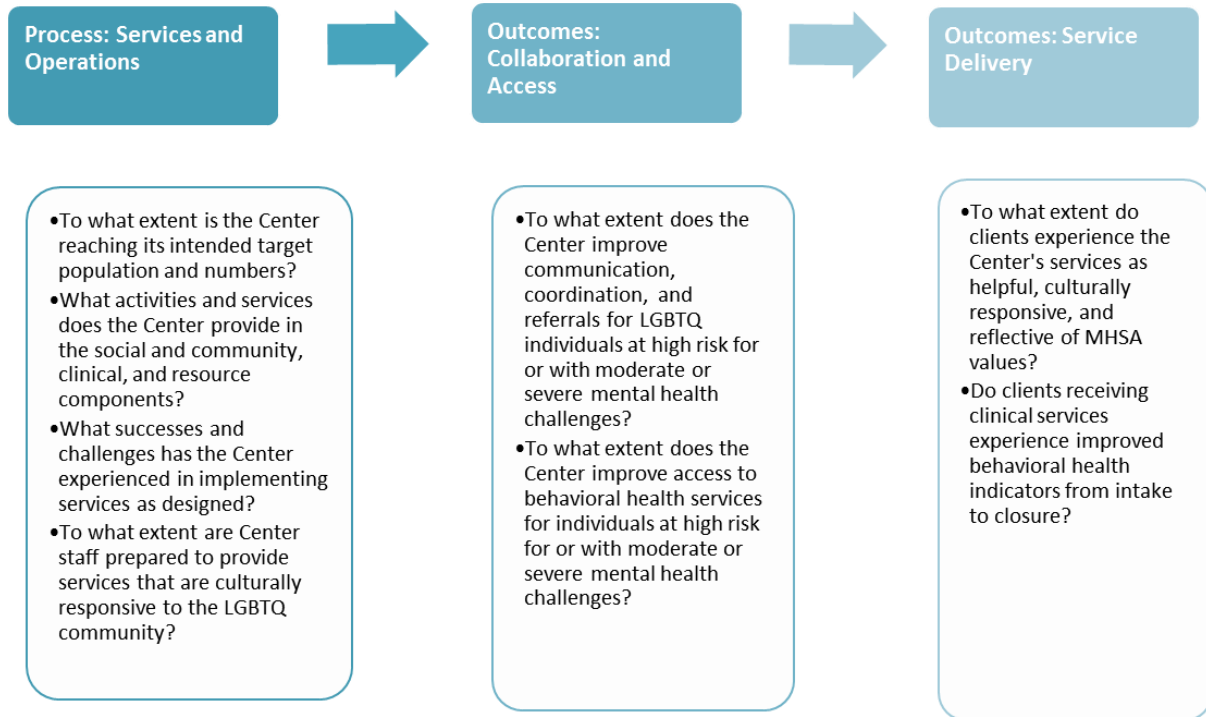 Process: Services and
Operations
Outcomes:
Collaboration and
Access
Outcomes: Service
Delivery
•To what extent is the Center
reaching its intended target
population and numbers?
•What activities and services
does the Center provide in
the social and community,
clinical, and resource
components?
•What successes and
challenges has the Center
experienced in implementing
services as designed?
•To what extent are Center
staff prepared to provide
services that are culturally
responsive to the LGBTQ
community?
•To what extent does the
Center improve
communication,
coordination, and
referrals for LGBTQ
individuals at high risk for
or with moderate or
severe mental health
challenges?
•To what extent does the
Center improve access to
behavioral health services
for individuals at high risk
for or with moderate or
severe mental health
challenges?
•To what extent do
clients experience the
Center's services as
helpful, culturally
responsive, and
reflective of MHSA
values?
•Do clients receiving
clinical services
experience improved
behavioral health
indicators from intake
to closure?